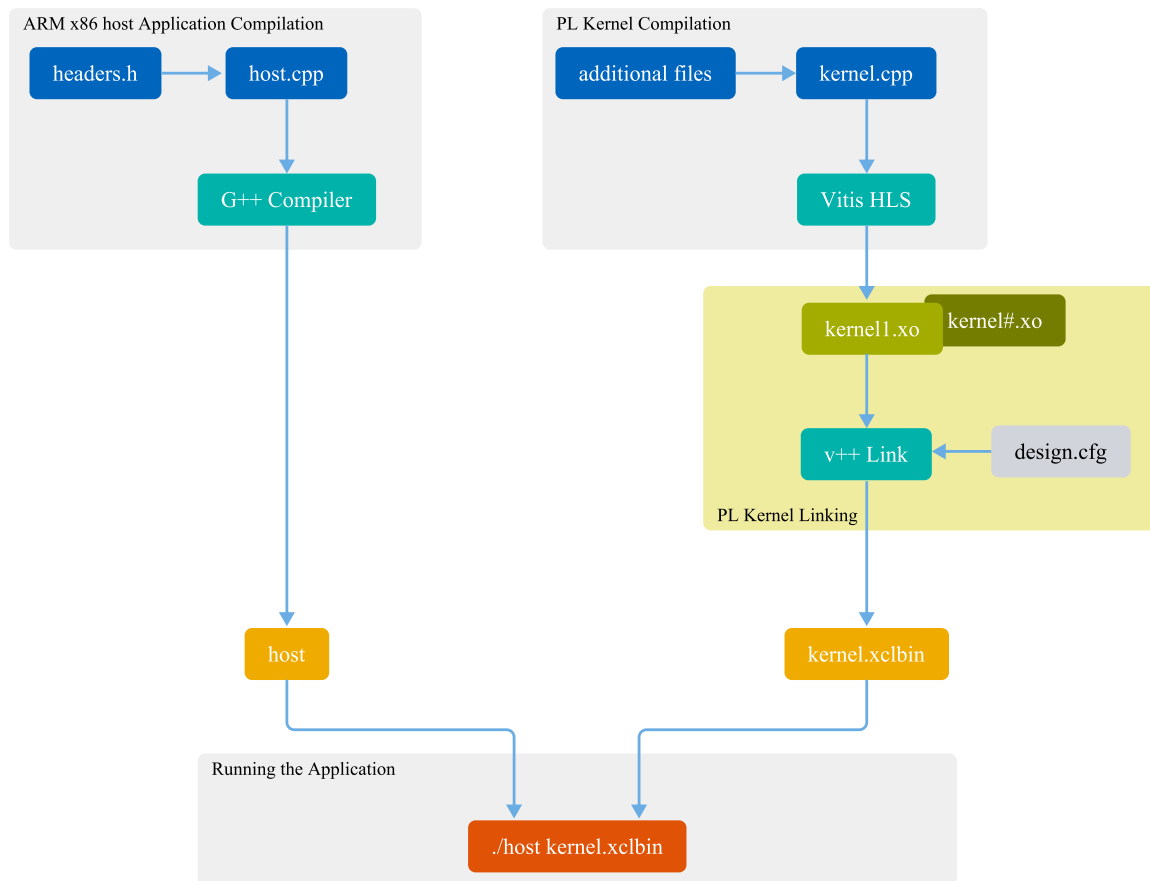 ARM x86 host Application Compilation
headers.h
host.cpp
G++ Compiler
PL Kernel Compilation
additional files
kernel.cpp
Vitis HLS
kernel1.xo
kernel#.xo
v++ Link
design.cfg
PL Kernel Linking
host
kernel.xclbin
Running the Application
./host kernel.xclbin